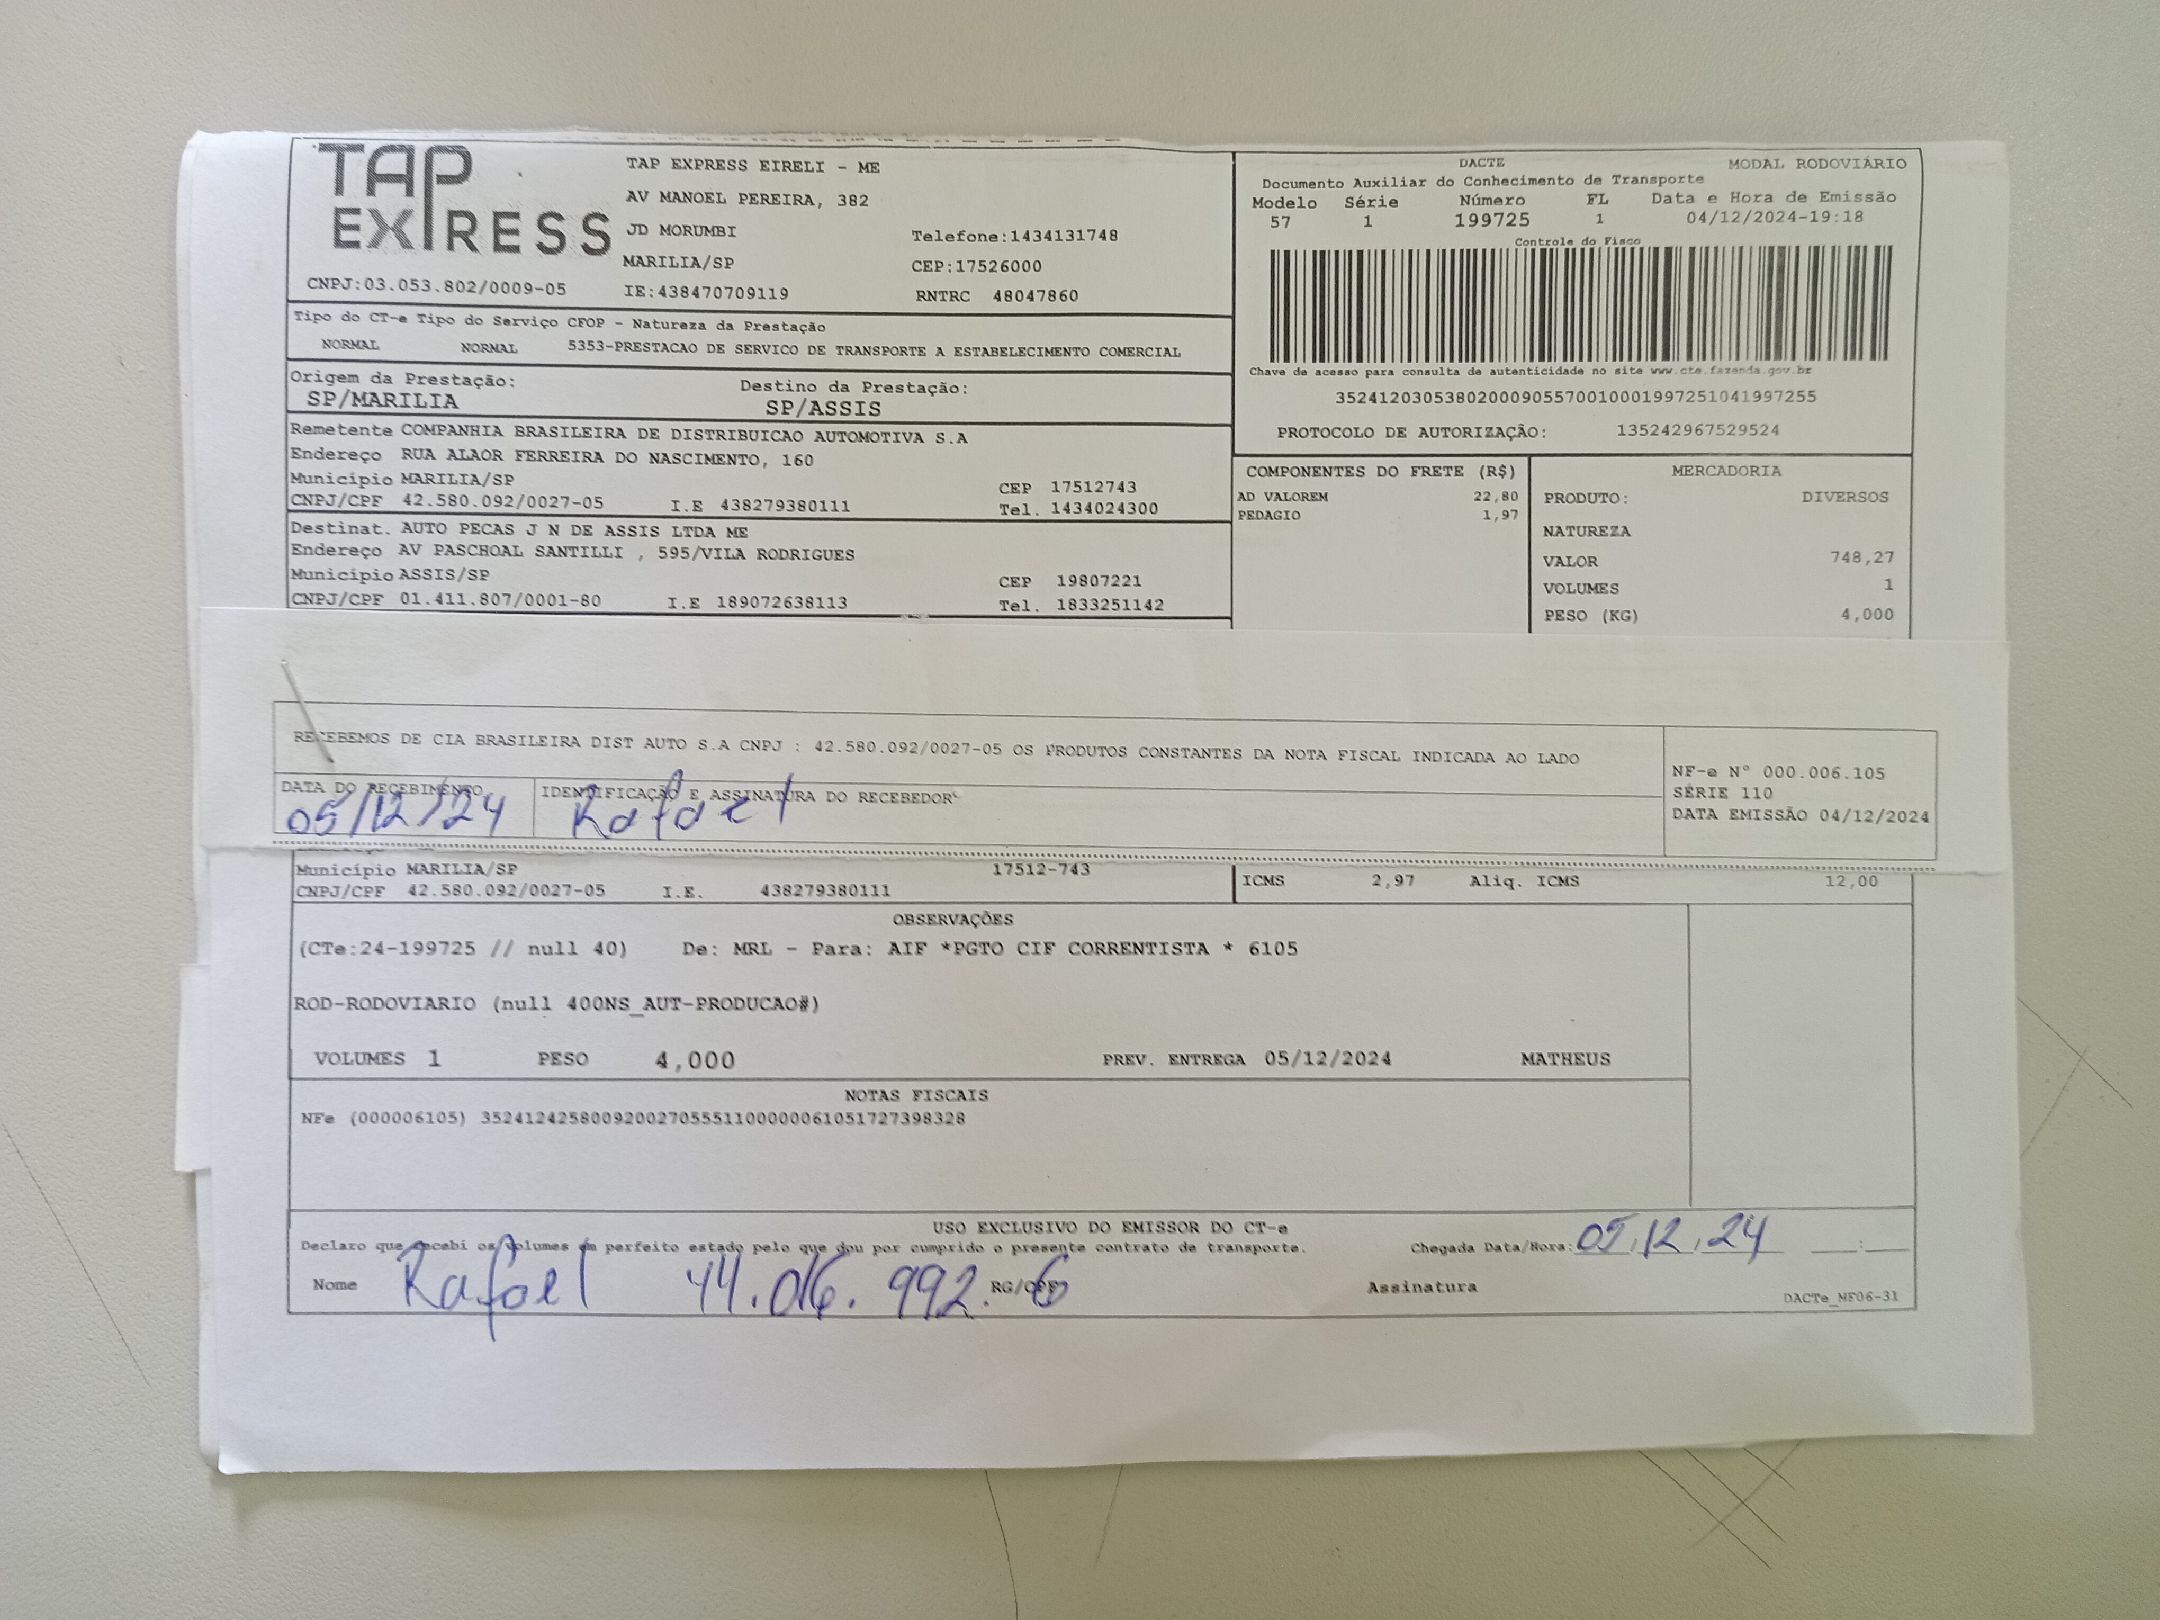 TAP
EXPRESS
TAP EXPRESS EIRELI - ME
AV MANOEL PEREIRA, 382
JD MORUMBI
Telefone:1434131748
MARILIA/SP
CEP:17526000
CNPJ:03.053.802/0009-05
IE:438470709119
RNTRC 48047860
DACTE
MODAL RODOVIÁRIO
Documento Auxiliar do Conhecimento de Transporte
Modelo Série Número FL Data e Hora de Emissão
57 1 199725 1 04/12/2024-19:18
Controle do Fisco
Chave de acesso para consulta de autenticidade no site www.cte.fazenda.gov.br
35241203053802000905570010001997251041997255
PROTOCOLO DE AUTORIZAÇÃO: 135242967529524
Tipo do CT-e Tipo do Serviço CFOP - Natureza da Prestação
NORMAL NORMAL 5353-PRESTACAO DE SERVICO DE TRANSPORTE A ESTABELECIMENTO COMERCIAL
Origem da Prestação: Destino da Prestação:
SP/MARILIA SP/ASSIS
Remetente COMPANHIA BRASILEIRA DE DISTRIBUICAO AUTOMOTIVA S.A
Endereço RUA ALAOR FERREIRA DO NASCIMENTO, 160
Município MARILIA/SP CEP 17512743
CNPJ/CPF 42.580.092/0027-05 I.E 438279380111 Tel. 1434024300
Destinat. AUTO PECAS J N DE ASSIS LTDA ME
Endereço AV PASCHOAL SANTILLI , 595/VILA RODRIGUES
Município ASSIS/SP CEP 19807221
CNPJ/CPF 01.411.807/0001-80 I.E 189072638113 Tel. 1833251142
COMPONENTES DO FRETE (R$)
AD VALOREM 22,80
PEDAGIO 1,97
MERCADORIA
PRODUTO: DIVERSOS
NATUREZA
VALOR 748,27
VOLUMES 1
PESO (KG) 4,000
RECEBEMOS DE CIA BRASILEIRA DIST AUTO S.A CNPJ : 42.580.092/0027-05 OS PRODUTOS CONSTANTES DA NOTA FISCAL INDICADA AO LADO
DATA DO RECEBIMENTO IDENTIFICAÇÃO E ASSINATURA DO RECEBEDOR
05/12/24 Rafael
NF-e Nº 000.006.105
SÉRIE 110
DATA EMISSÃO 04/12/2024
Município MARILIA/SP 17512-743
CNPJ/CPF 42.580.092/0027-05 I.E. 438279380111
ICMS 2,97 Aliq. ICMS 12,00
OBSERVAÇÕES
(CTe:24-199725 // null 40) De: MRL - Para: AIF *PGTO CIF CORRENTISTA * 6105
ROD-RODOVIARIO (null 400NS_AUT-PRODUCAO#)
VOLUMES 1 PESO 4,000 PREV. ENTREGA 05/12/2024 MATHEUS
NOTAS FISCAIS
NFe (000006105) 35241242580092002705551100000061051727398328
USO EXCLUSIVO DO EMISSOR DO CT-e
Declaro que recebi os volumes em perfeito estado pelo que dou por cumprido o presente contrato de transporte. Chegada Data/Hora: 05.12.24 __:__
Nome Rafael 44.016.992.6 RG/CPF Assinatura
DACTe_MF06-31